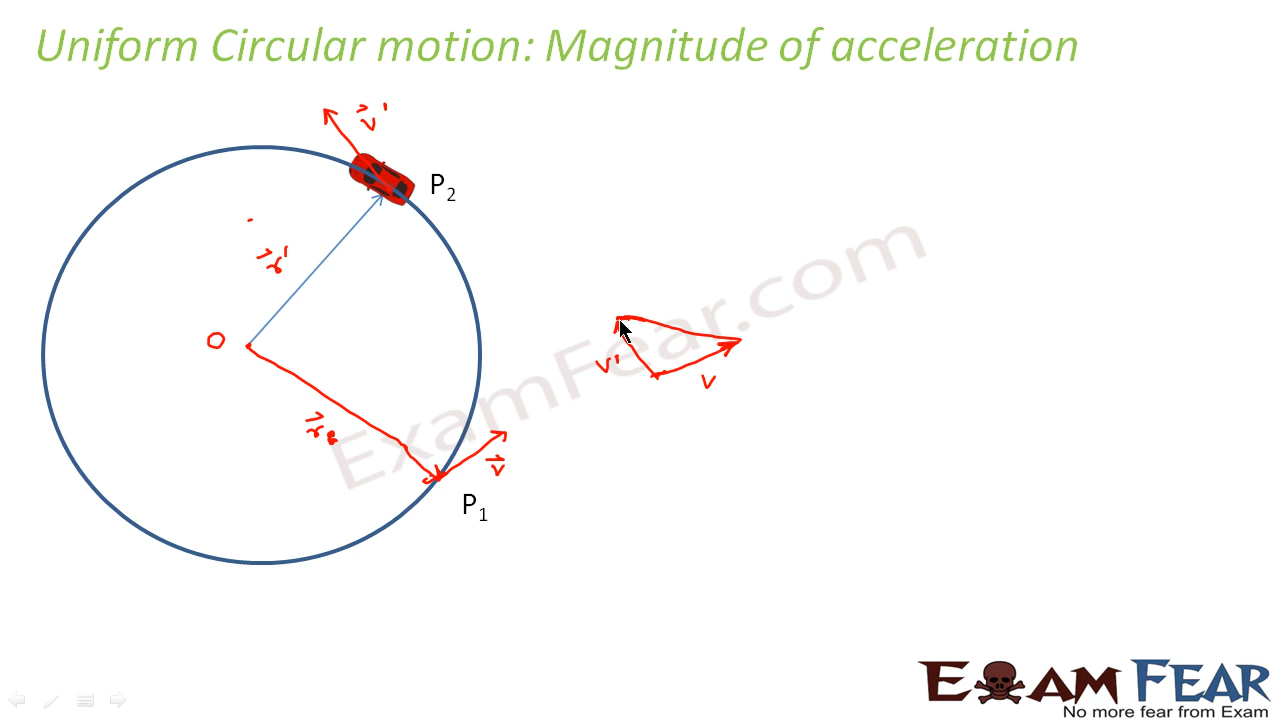 Uniform Circular motion: Magnitude of acceleration
v'
P2
r'
O
v' v
r
v
P1
ExamFear.com
EXAM FEAR
No more fear from Exam